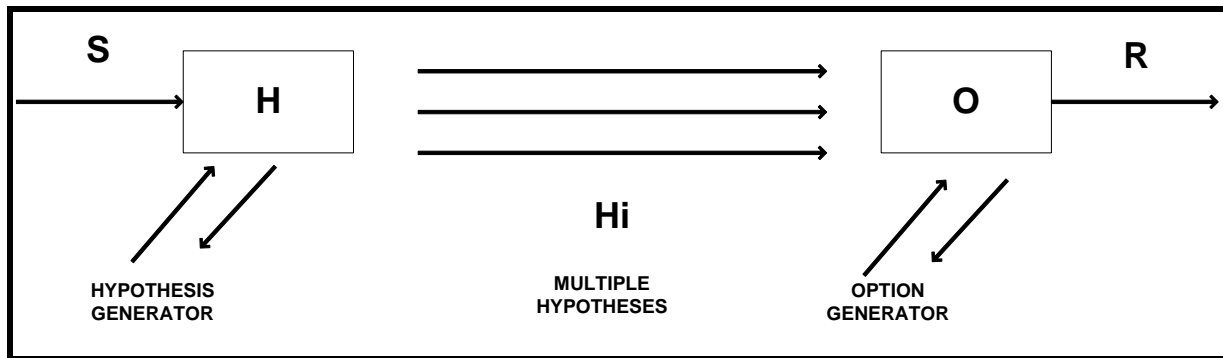 S
H
O
R
Hi
HYPOTHESIS
GENERATOR
MULTIPLE
HYPOTHESES
OPTION
GENERATOR